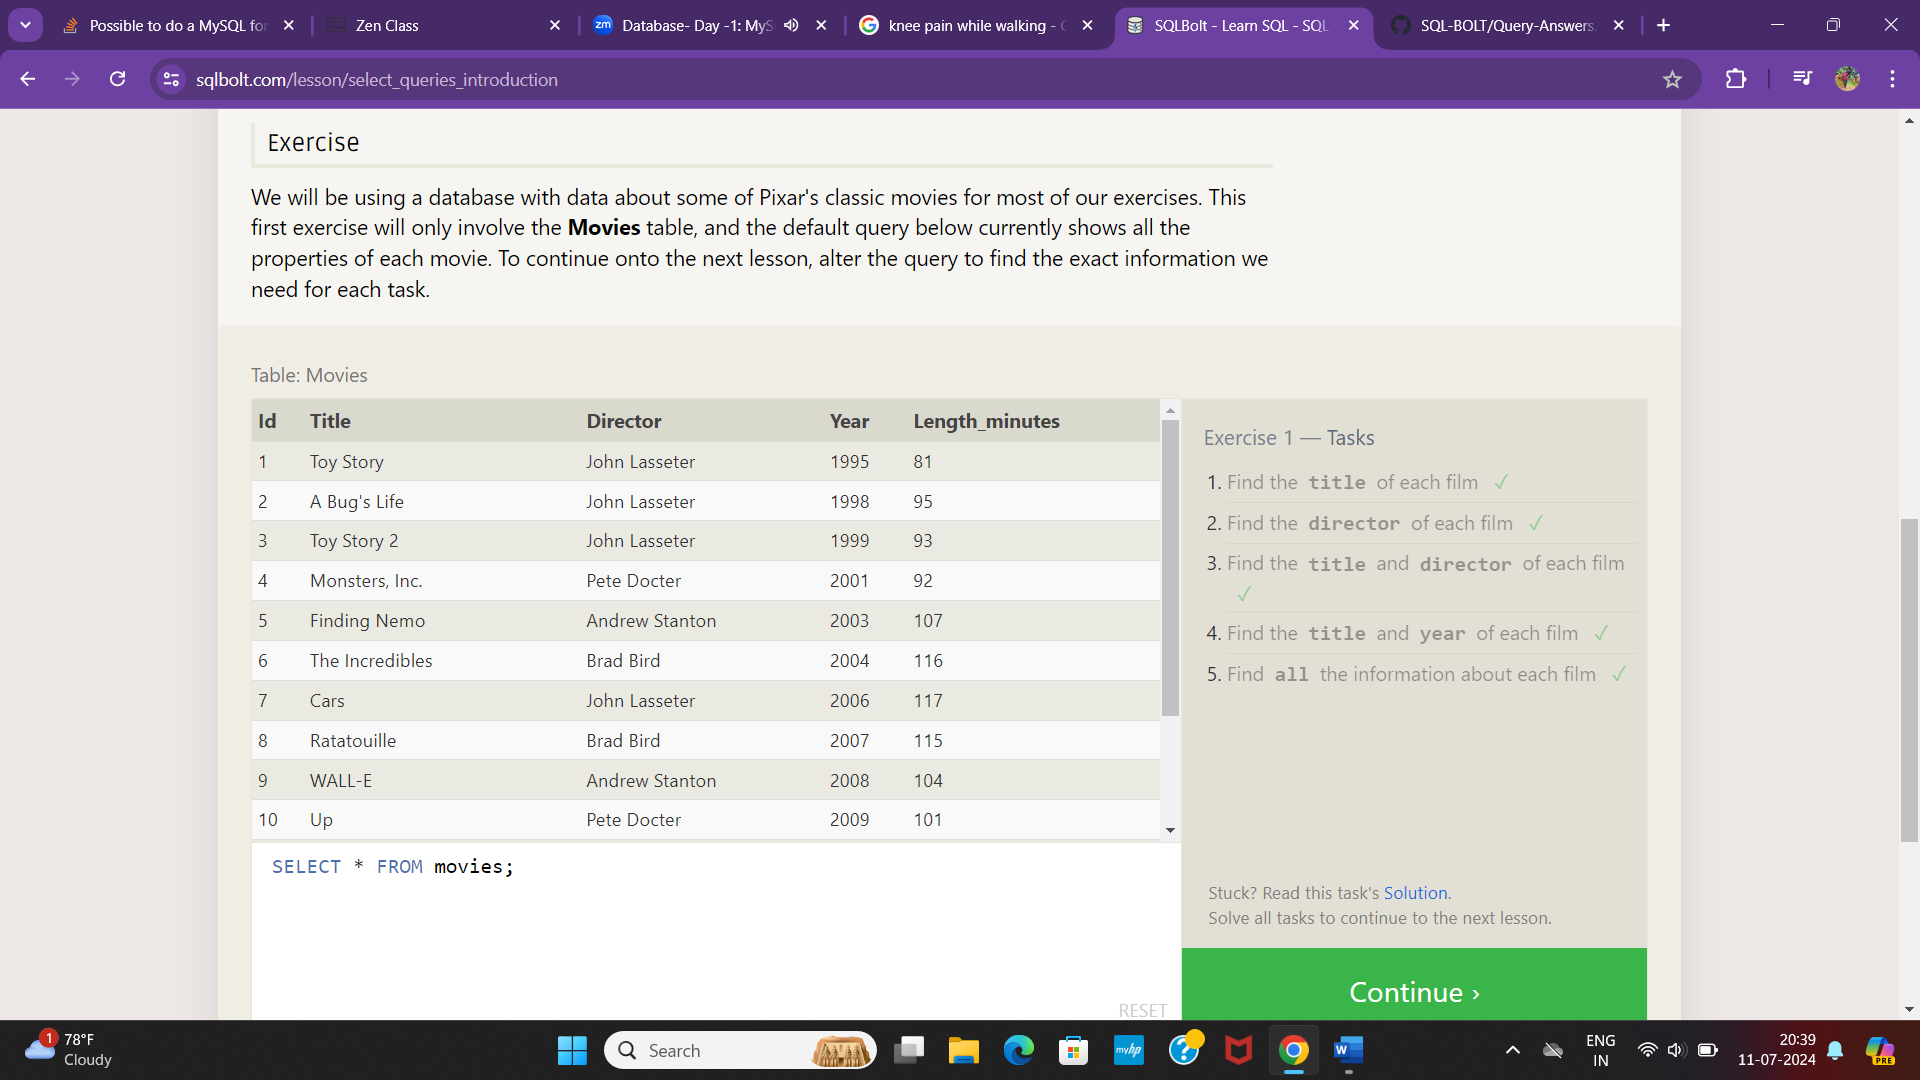 Possible to do a MySQL fo
Zen Class
zm Database- Day -1: MyS
knee pain while walking -
SQLBolt - Learn SQL - SQL
SQL-BOLT/Query-Answers.
sqlbolt.com/lesson/select_queries_introduction
Exercise
We will be using a database with data about some of Pixar's classic movies for most of our exercises. This
first exercise will only involve the Movies table, and the default query below currently shows all the
properties of each movie. To continue onto the next lesson, alter the query to find the exact information we
need for each task.
Table: Movies
Id Title Director Year Length_minutes
1 Toy Story John Lasseter 1995 81
2 A Bug's Life John Lasseter 1998 95
3 Toy Story 2 John Lasseter 1999 93
4 Monsters, Inc. Pete Docter 2001 92
5 Finding Nemo Andrew Stanton 2003 107
6 The Incredibles Brad Bird 2004 116
7 Cars John Lasseter 2006 117
8 Ratatouille Brad Bird 2007 115
9 WALL-E Andrew Stanton 2008 104
10 Up Pete Docter 2009 101
SELECT * FROM movies;
RESET
Exercise 1 — Tasks
1. Find the title of each film ✓
2. Find the director of each film ✓
3. Find the title and director of each film
✓
4. Find the title and year of each film ✓
5. Find all the information about each film ✓
Stuck? Read this task's Solution.
Solve all tasks to continue to the next lesson.
Continue ›
1
78°F
Cloudy
Search
myhp
W
ENG
IN
20:39
11-07-2024
PRE